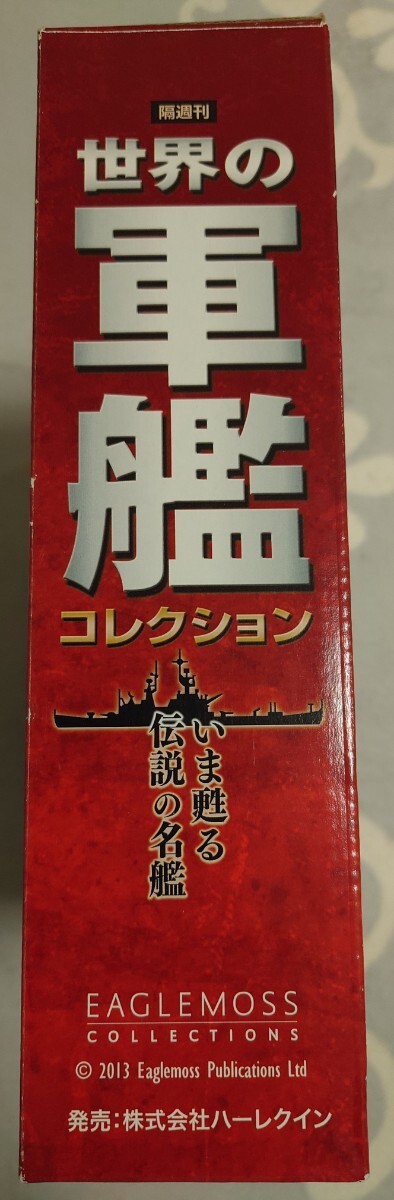 隔週刊
世界の
軍艦
コレクション
いま甦る
伝説の名艦
EAGLEMOSS
COLLECTIONS
© 2013 Eaglemoss Publications Ltd
発売：株式会社ハーレクイン